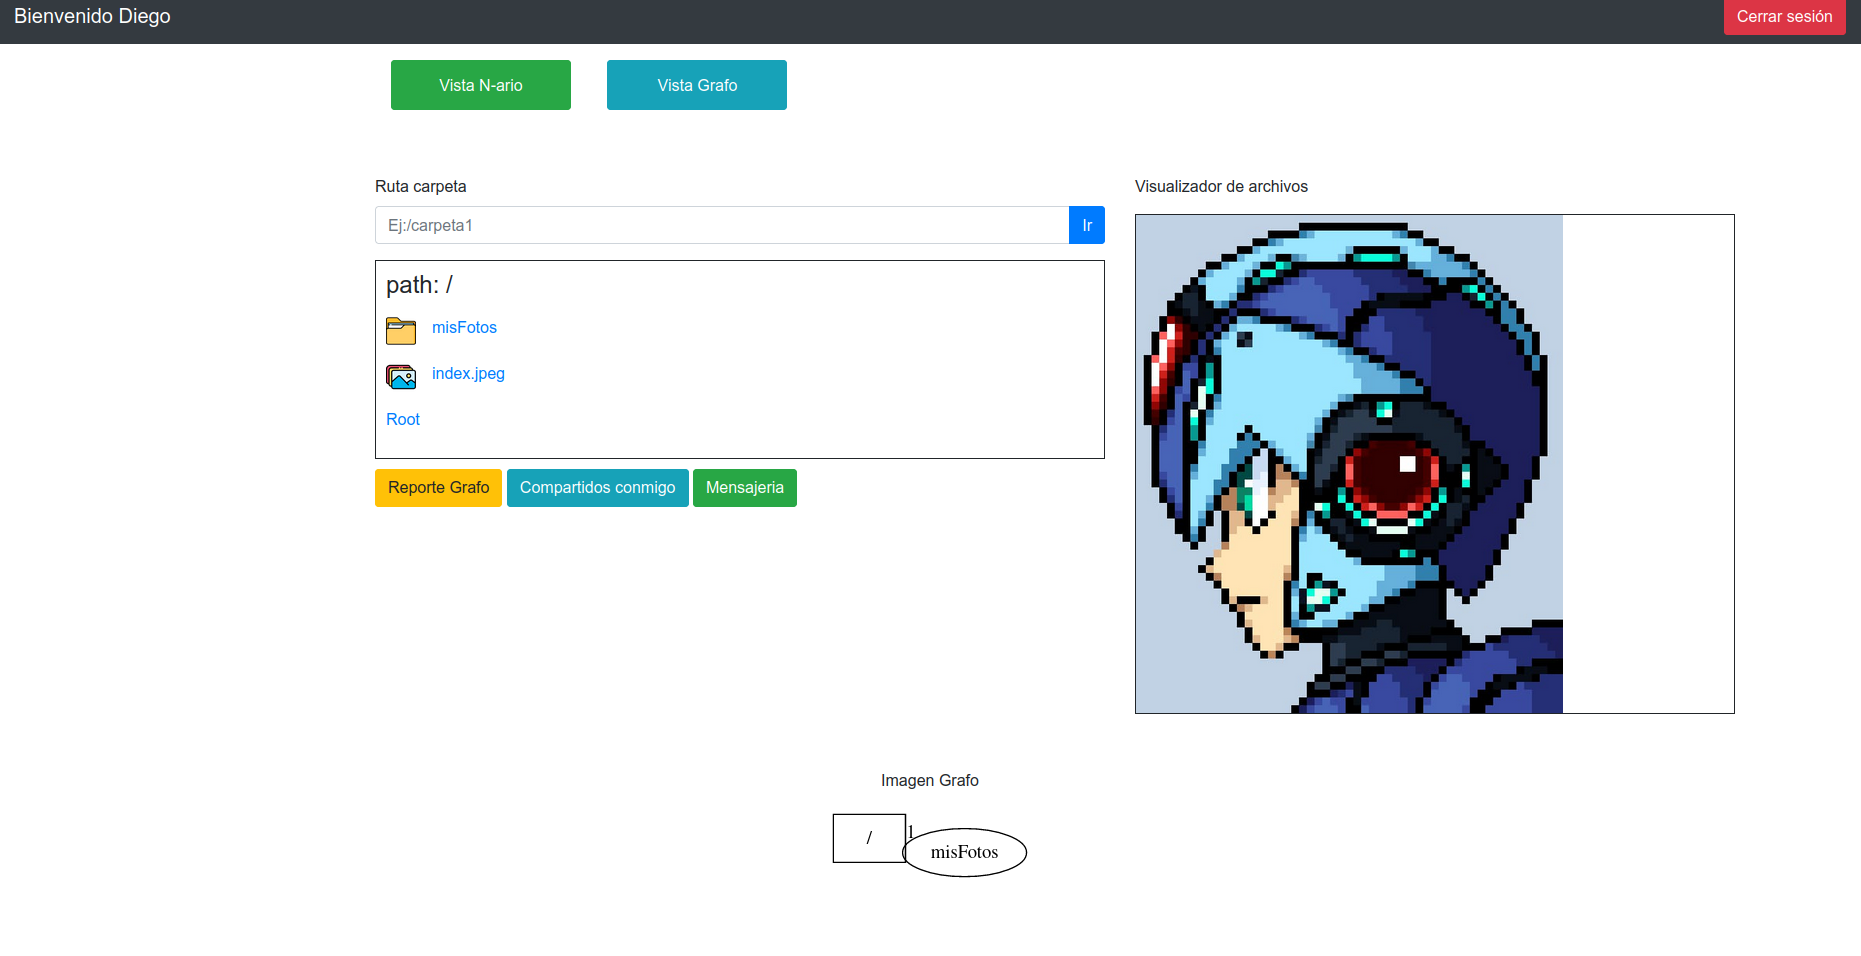 Bienvenido Diego
Cerrar sesión
Vista N-ario
Vista Grafo
Ruta carpeta
Ej:/carpeta1
Ir
path: /
misFotos
index.jpeg
Root
Reporte Grafo
Compartidos conmigo
Mensajeria
Visualizador de archivos
Imagen Grafo
/
1
misFotos